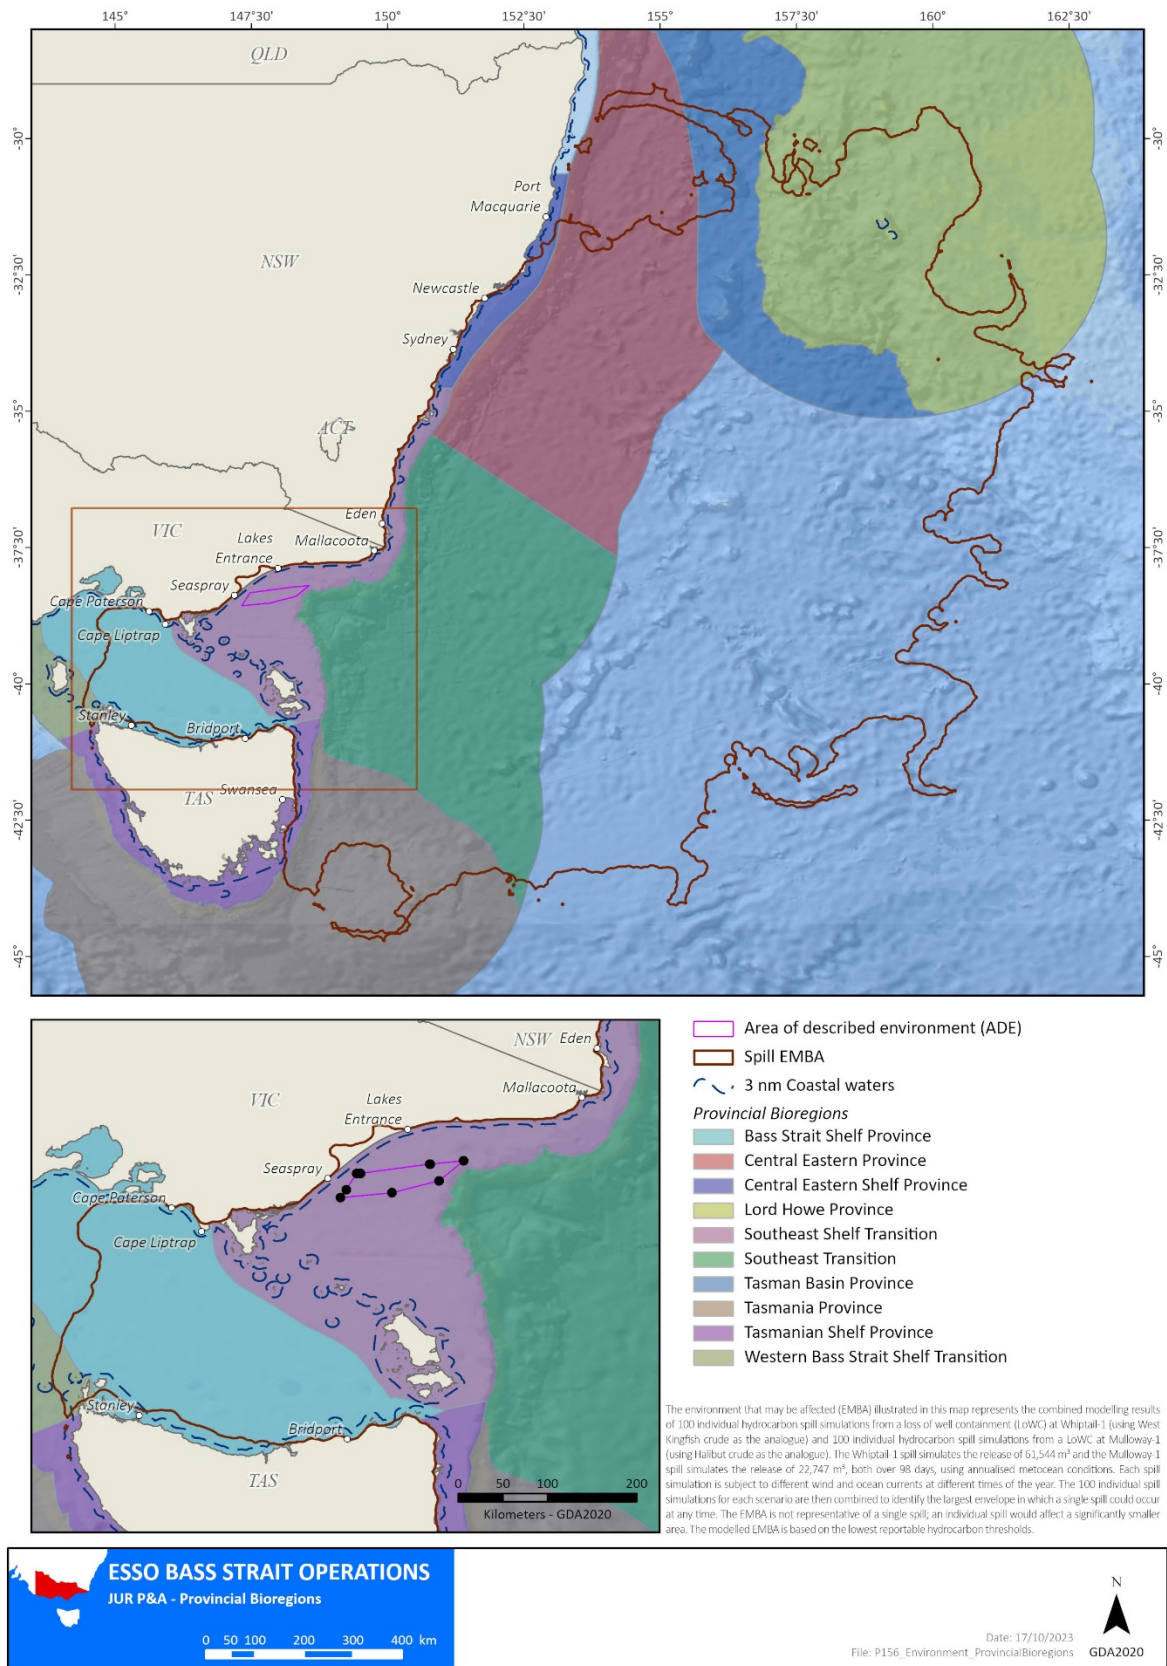 145°
147°30'
150°
152°30'
155°
157°30'
160°
162°30'
QLD
-30°
-30°
Port
Macquarie
NSW
-32°30'
-32°30'
Newcastle
Sydney
-35°
-35°
ACT
Eden
VIC
Lakes
Entrance
Mallacoota
-37°30'
-37°30'
Seaspray
Cape Paterson
Cape Liptrap
-40°
-40°
Stanley
Bridport
TAS
Swansea
-42°30'
-42°30'
-45°
-45°
NSW
Eden
Mallacoota
VIC
Lakes
Entrance
Seaspray
Cape Paterson
Cape Liptrap
Stanley
Bridport
TAS
0 50 100 200
Kilometers - GDA2020
Area of described environment (ADE)
Spill EMBA
3 nm Coastal waters
Provincial Bioregions
Bass Strait Shelf Province
Central Eastern Province
Central Eastern Shelf Province
Lord Howe Province
Southeast Shelf Transition
Southeast Transition
Tasman Basin Province
Tasmania Province
Tasmanian Shelf Province
Western Bass Strait Shelf Transition
The environment that may be affected (EMBA) illustrated in this map represents the combined modelling results
of 100 individual hydrocarbon spill simulations from a loss of well containment (LoWC) at Whiptail-1 (using West
Kingfish crude as the analogue) and 100 individual hydrocarbon spill simulations from a LoWC at Mulloway-1
(using Halibut crude as the analogue). The Whiptail-1 spill simulates the release of 61,544 m³ and the Mulloway-1
spill simulates the release of 22,747 m³, both over 98 days, using annualised metocean conditions. Each spill
simulation is subject to different wind and ocean currents at different times of the year. The 100 individual spill
simulations for each scenario are then combined to identify the largest envelope in which a single spill could occur
at any time. The EMBA is not representative of a single spill; an individual spill would affect a significantly smaller
area. The modelled EMBA is based on the lowest reportable hydrocarbon thresholds.
ESSO BASS STRAIT OPERATIONS
JUR P&A - Provincial Bioregions
0 50 100 200 300 400 km
N
GDA2020
Date: 17/10/2023
File: P156_Environment_ProvincialBioregions